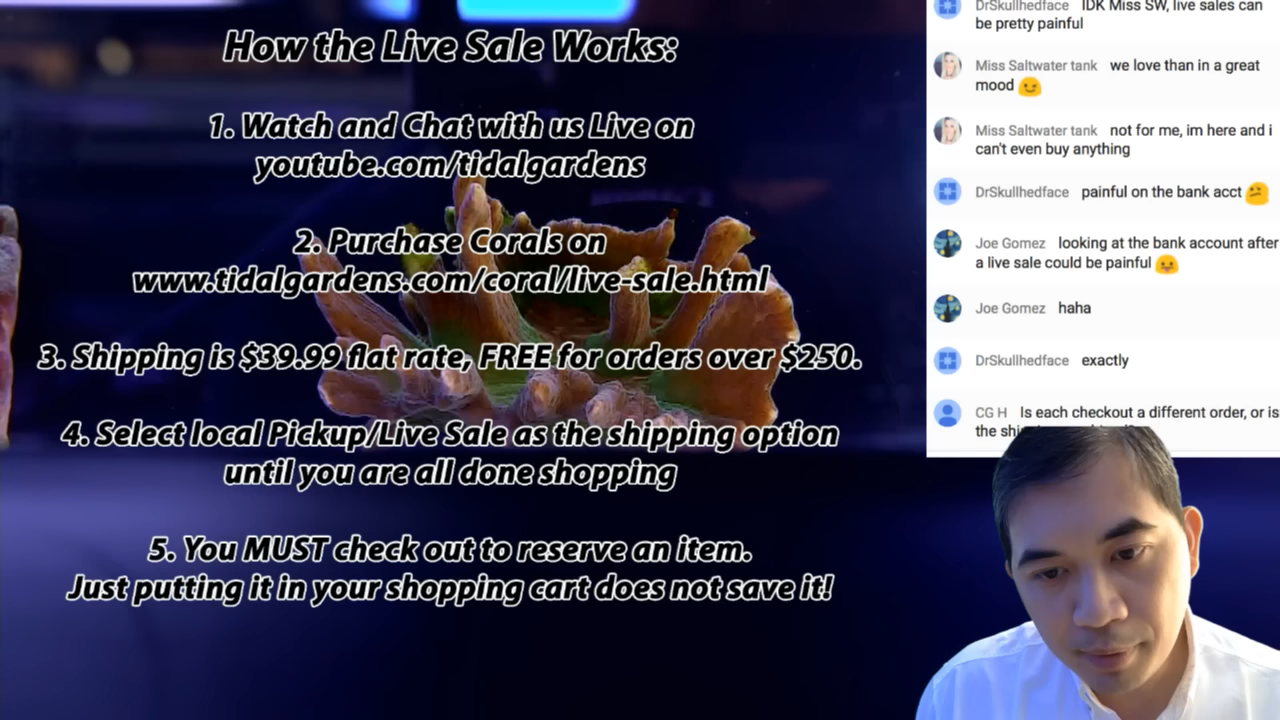 How the Live Sale Works:
1. Watch and Chat with us Live on
youtube.com/tidalgardens
2. Purchase Corals on
www.tidalgardens.com/coral/live-sale.html
3. Shipping is $39.99 flat rate, FREE for orders over $250.
4. Select local Pickup/Live Sale as the shipping option
until you are all done shopping
5. You MUST check out to reserve an item.
Just putting it in your shopping cart does not save it!
DrSkullhedface IDK Miss SW, live sales can
be pretty painful
Miss Saltwater tank we love than in a great
mood
Miss Saltwater tank not for me, im here and i
can't even buy anything
DrSkullhedface painful on the bank acct
Joe Gomez looking at the bank account after
a live sale could be painful
Joe Gomez haha
DrSkullhedface exactly
CG H Is each checkout a different order, or is
the